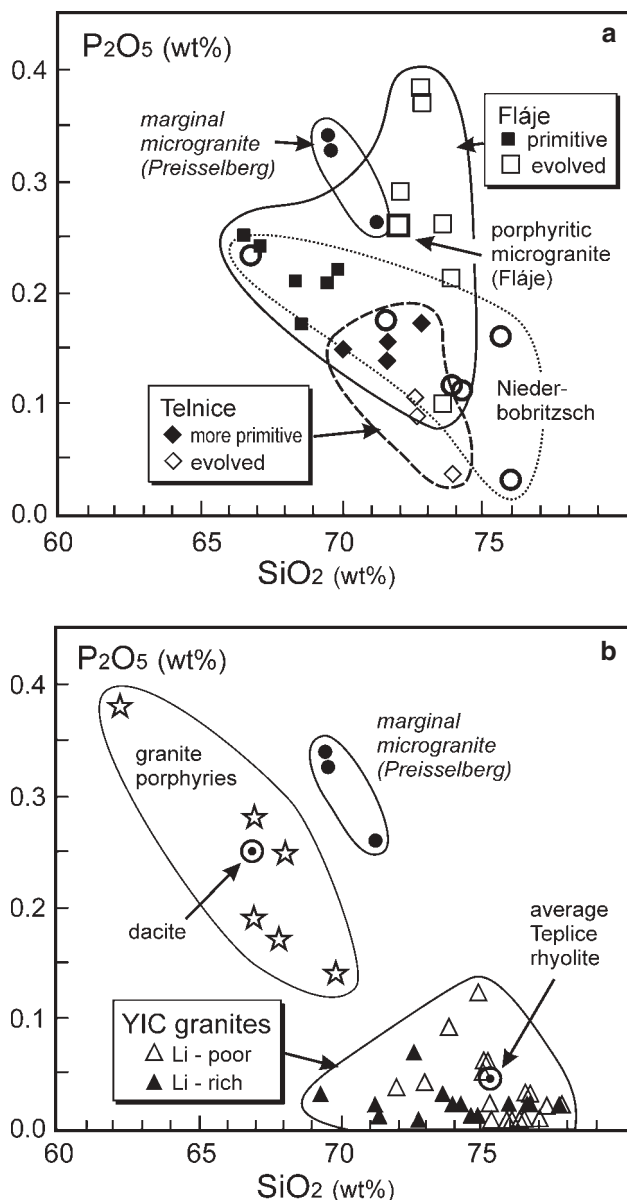 P₂O₅ (wt%)
a
0.4
0.3
0.2
0.1
0.0
marginal
microgranite
(Preisselberg)
Fláje
primitive
evolved
porphyritic
microgranite
(Fláje)
Nieder-
bobritzsch
Telnice
more primitive
evolved
60
65
70
75
SiO₂ (wt%)
P₂O₅ (wt%)
b
0.4
0.3
0.2
0.1
0.0
granite
porphyries
marginal
microgranite
(Preisselberg)
dacite
average
Teplice
rhyolite
YIC granites
Li - poor
Li - rich
60
65
70
75
SiO₂ (wt%)